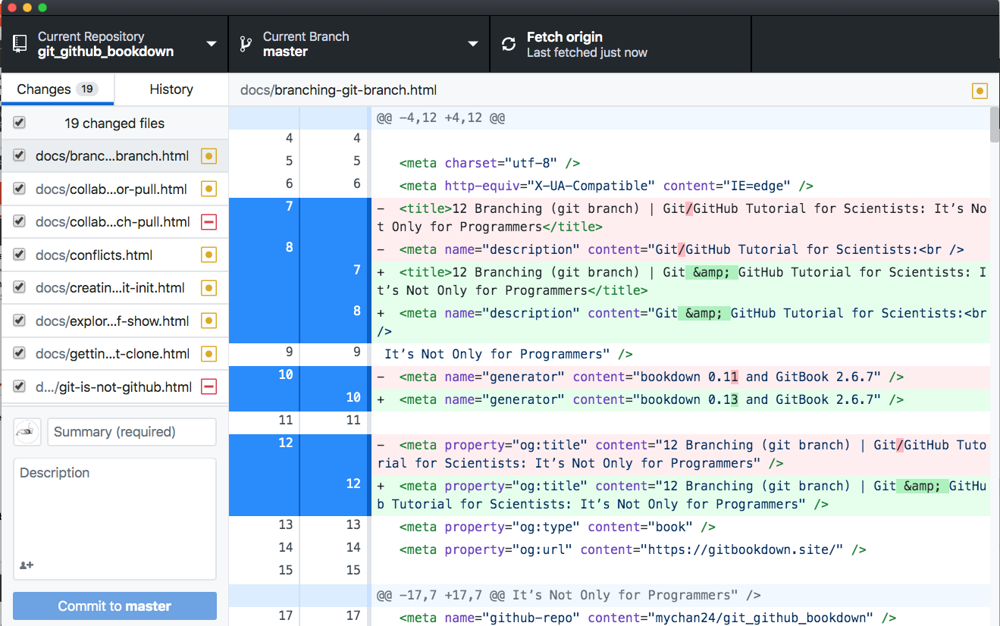 Current Repository
git_github_bookdown
Current Branch
master
Fetch origin
Last fetched just now
Changes 19
History
docs/branching-git-branch.html
19 changed files
docs/branc...branch.html
docs/collab...or-pull.html
docs/collab...ch-pull.html
docs/conflicts.html
docs/creatin...it-init.html
docs/explor...f-show.html
docs/gettin...t-clone.html
d.../git-is-not-github.html
Summary (required)
Description
Commit to master
@@ -4,12 +4,12 @@
4 4
5 5 <meta charset="utf-8" />
6 6 <meta http-equiv="X-UA-Compatible" content="IE=edge" />
7 - <title>12 Branching (git branch) | Git/GitHub Tutorial for Scientists: It’s No
t Only for Programmers</title>
8 - <meta name="description" content="Git/GitHub Tutorial for Scientists:<br />
7 + <title>12 Branching (git branch) | Git &amp; GitHub Tutorial for Scientists: I
t’s Not Only for Programmers</title>
8 + <meta name="description" content="Git &amp; GitHub Tutorial for Scientists:<br
/>
9 9 It’s Not Only for Programmers" />
10 - <meta name="generator" content="bookdown 0.11 and GitBook 2.6.7" />
10 + <meta name="generator" content="bookdown 0.13 and GitBook 2.6.7" />
11 11
12 - <meta property="og:title" content="12 Branching (git branch) | Git/GitHub Tuto
rial for Scientists: It’s Not Only for Programmers" />
12 + <meta property="og:title" content="12 Branching (git branch) | Git &amp; GitHu
b Tutorial for Scientists: It’s Not Only for Programmers" />
13 13 <meta property="og:type" content="book" />
14 14 <meta property="og:url" content="https://gitbookdown.site/" />
15 15
@@ -17,7 +17,7 @@ It’s Not Only for Programmers" />
17 17 <meta name="github-repo" content="mychan24/git_github_bookdown" />